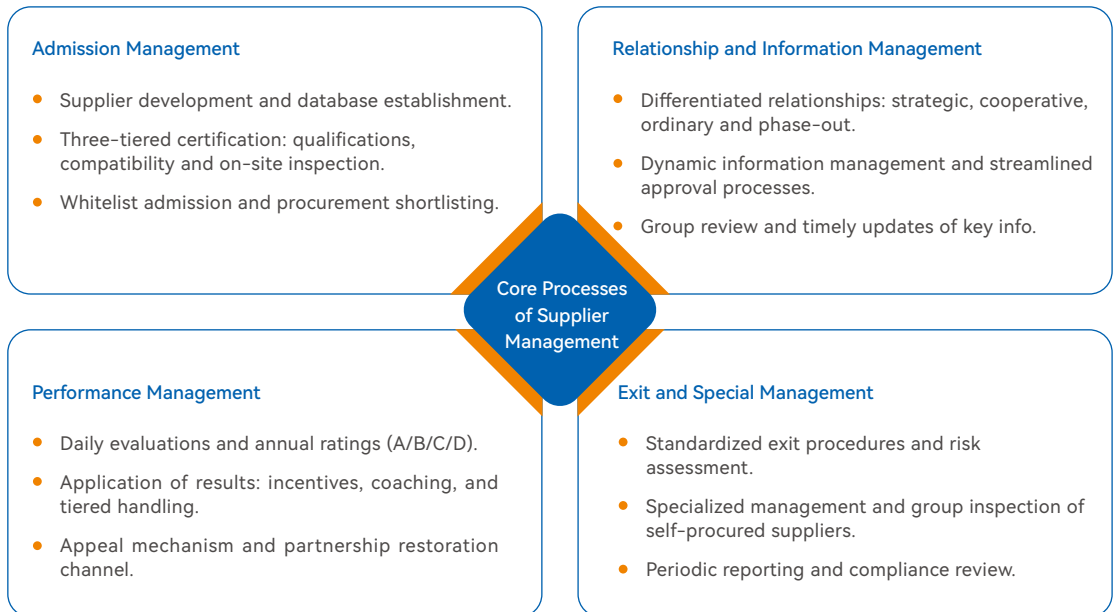 Admission Management
Supplier development and database establishment.
Three-tiered certification: qualifications,
compatibility and on-site inspection.
Whitelist admission and procurement shortlisting.
Relationship and Information Management
Differentiated relationships: strategic, cooperative,
ordinary and phase-out.
Dynamic information management and streamlined
approval processes.
Group review and timely updates of key info.
Core Processes
of Supplier
Management
Performance Management
Daily evaluations and annual ratings (A/B/C/D).
Application of results: incentives, coaching, and
tiered handling.
Appeal mechanism and partnership restoration
channel.
Exit and Special Management
Standardized exit procedures and risk
assessment.
Specialized management and group inspection of
self-procured suppliers.
Periodic reporting and compliance review.